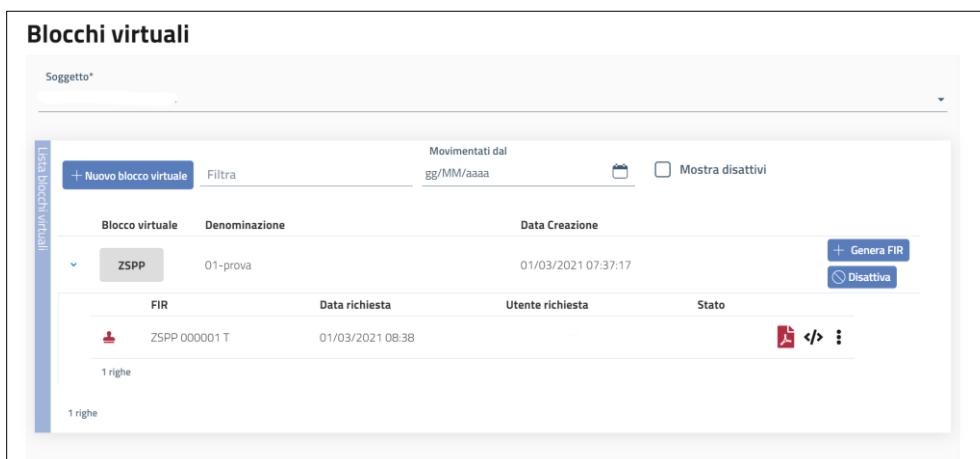 Blocchi virtuali
Soggetto*
Lista blocchi virtuali
Movimentati dal
+ Nuovo blocco virtuale Filtra gg/MM/aaaa Mostra disattivi
Blocco virtuale Denominazione Data Creazione
ZSPP 01-prova 01/03/2021 07:37:17
+ Genera FIR
Disattiva
FIR Data richiesta Utente richiesta Stato
ZSPP 000001 T 01/03/2021 08:38
1 righe
1 righe